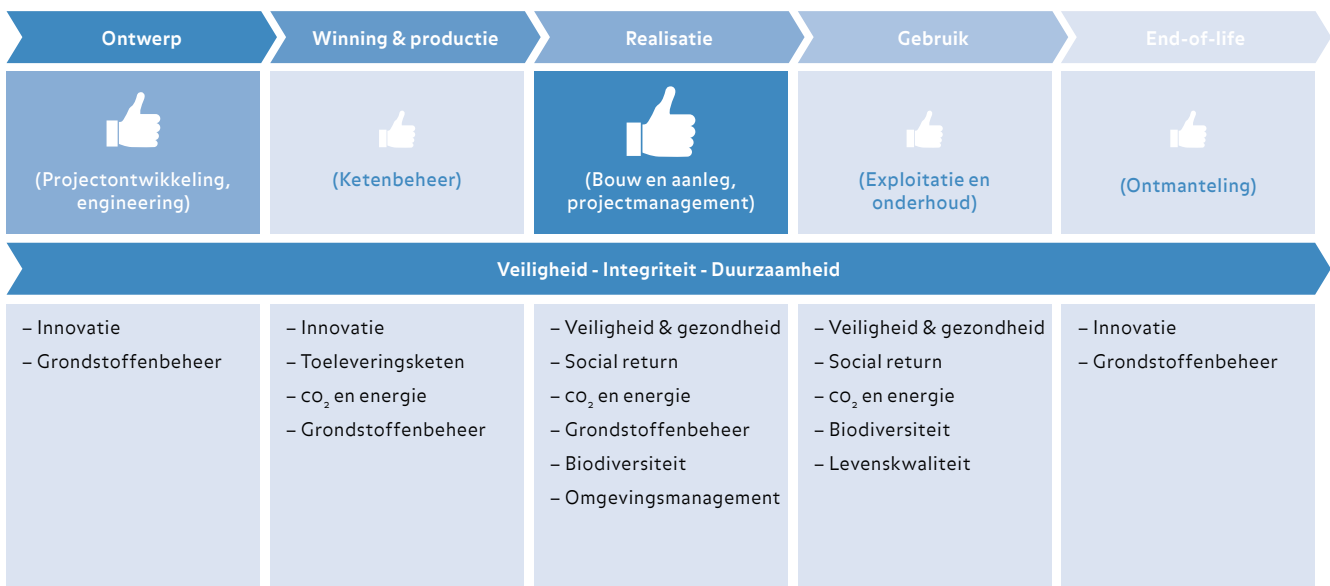 Ontwerp
Winning & productie
Realisatie
Gebruik
End-of-life
(Projectontwikkeling,
engineering)
(Ketenbeheer)
(Bouw en aanleg,
projectmanagement)
(Exploitatie en
onderhoud)
(Ontmanteling)
Veiligheid - Integriteit - Duurzaamheid
– Innovatie
– Grondstoffenbeheer
– Innovatie
– Toeleveringsketen
– CO₂ en energie
– Grondstoffenbeheer
– Veiligheid & gezondheid
– Social return
– CO₂ en energie
– Grondstoffenbeheer
– Biodiversiteit
– Omgevingsmanagement
– Veiligheid & gezondheid
– Social return
– CO₂ en energie
– Biodiversiteit
– Levenskwaliteit
– Innovatie
– Grondstoffenbeheer